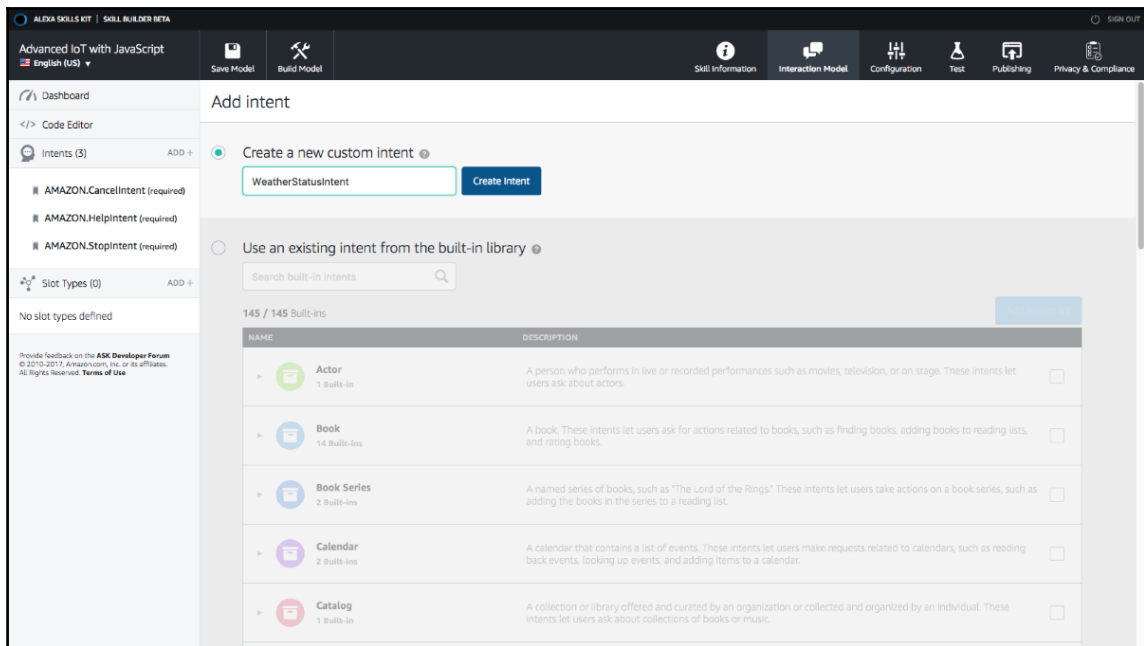 ALEXA SKILLS KIT | SKILL BUILDER BETA
SIGN OUT
Advanced IoT with JavaScript
English (US)
Save Model
Build Model
Skill Information
Interaction Model
Configuration
Test
Publishing
Privacy & Compliance
Dashboard
</> Code Editor
Intents (3)
ADD +
AMAZON.CancelIntent (required)
AMAZON.HelpIntent (required)
AMAZON.StopIntent (required)
Slot Types (0)
ADD +
No slot types defined
Provide feedback on the ASK Developer Forum
© 2010-2017, Amazon.com, Inc. or its affiliates.
All Rights Reserved. Terms of Use
Add intent
Create a new custom intent
WeatherStatusIntent
Create Intent
Use an existing intent from the built-in library
Search built-in intents
145 / 145 Built-ins
NAME
DESCRIPTION
Actor
1 Built-in
A person who performs in live or recorded performances such as movies, television, or on stage. These intents let
users ask about actors.
Book
14 Built-ins
A book. These intents let users ask for actions related to books, such as finding books, adding books to reading lists,
and rating books.
Book Series
2 Built-ins
A named series of books, such as "The Lord of the Rings." These intents let users take actions on a book series, such as
adding the books in the series to a reading list.
Calendar
2 Built-ins
A calendar that contains a list of events. These intents let users make requests related to calendars, such as reading
back events, looking up events, and adding items to a calendar.
Catalog
1 Built-in
A collection or library offered and curated by an organization or collected and organized by an individual. These
intents let users ask about collections of books or music.